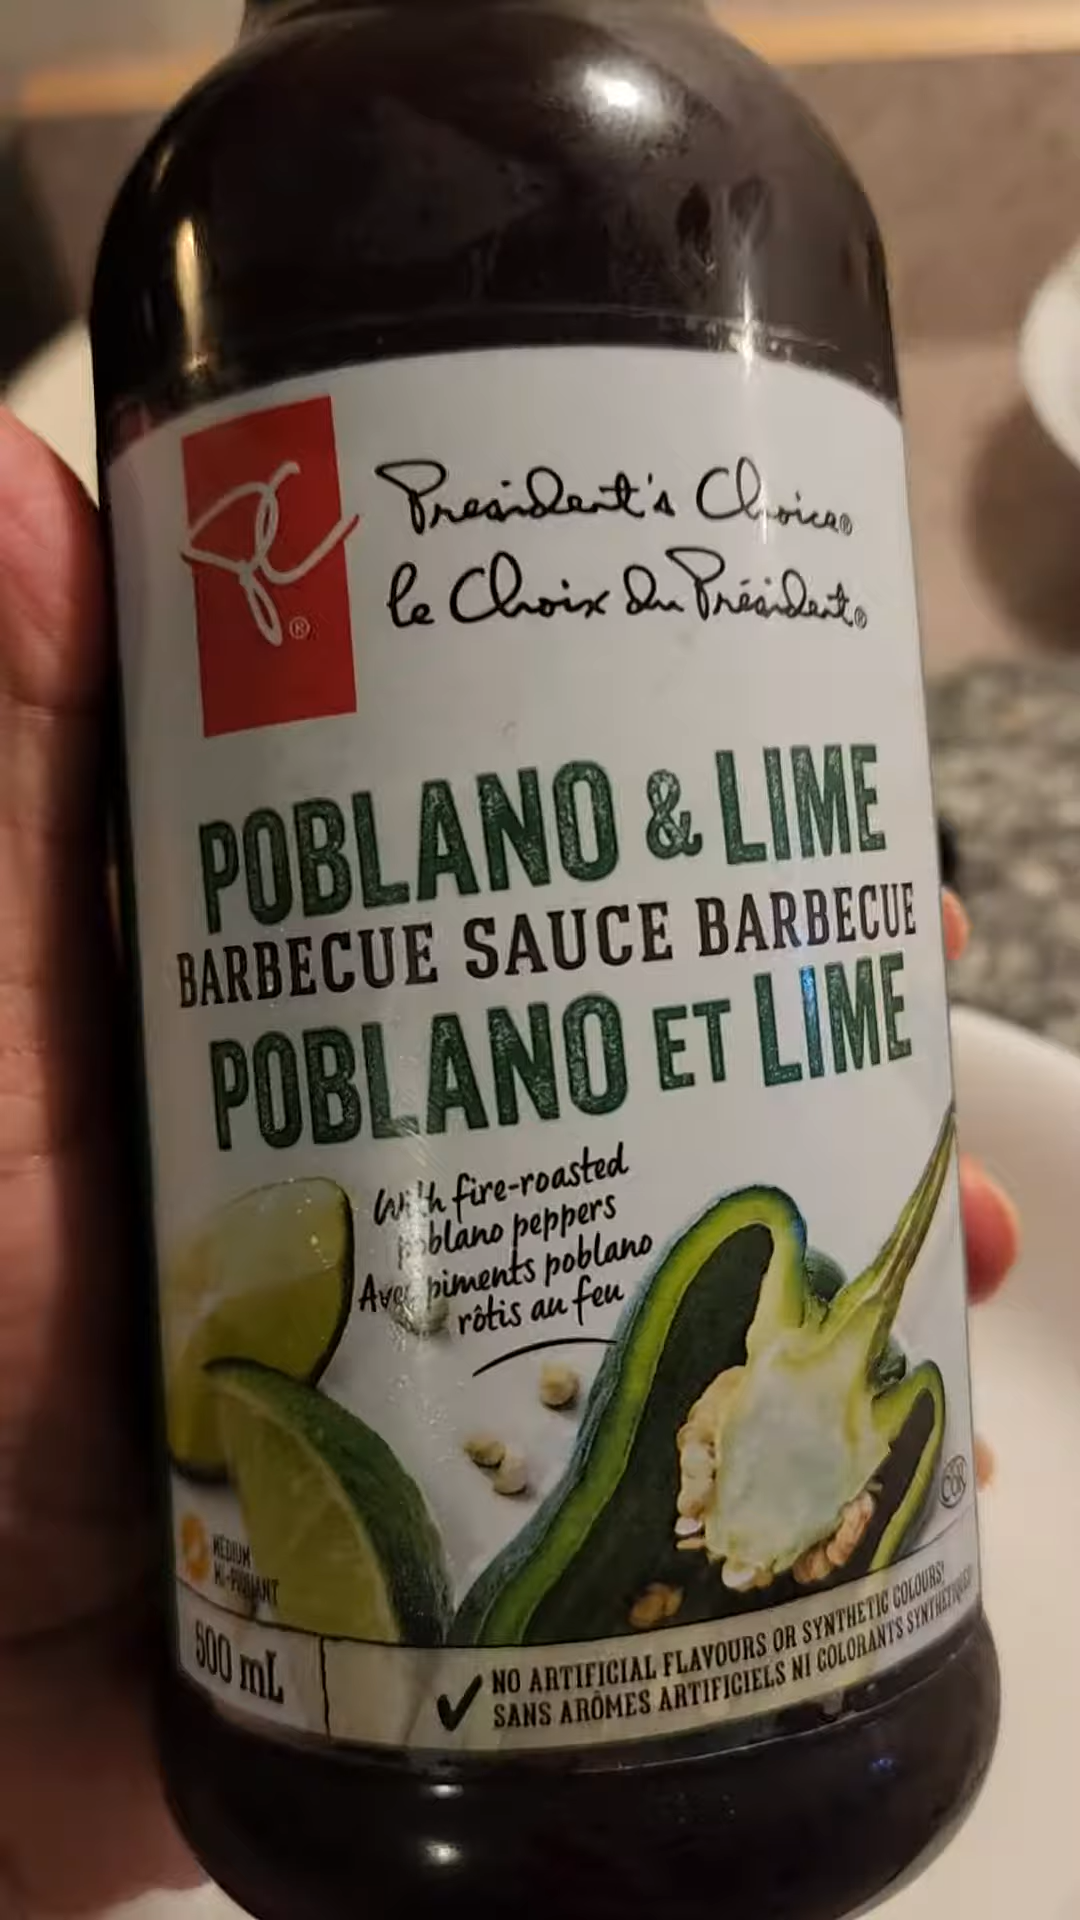 PC®
President's Choice®
le Choix du Président®
POBLANO & LIME
BARBECUE SAUCE BARBECUE
POBLANO ET LIME
With fire-roasted
poblano peppers
Avec piments poblano
rôtis au feu
COR
MEDIUM
MI-PIQUANT
500 mL
NO ARTIFICIAL FLAVOURS OR SYNTHETIC COLOURS
SANS ARÔMES ARTIFICIELS NI COLORANTS SYNTHÉTIQUES